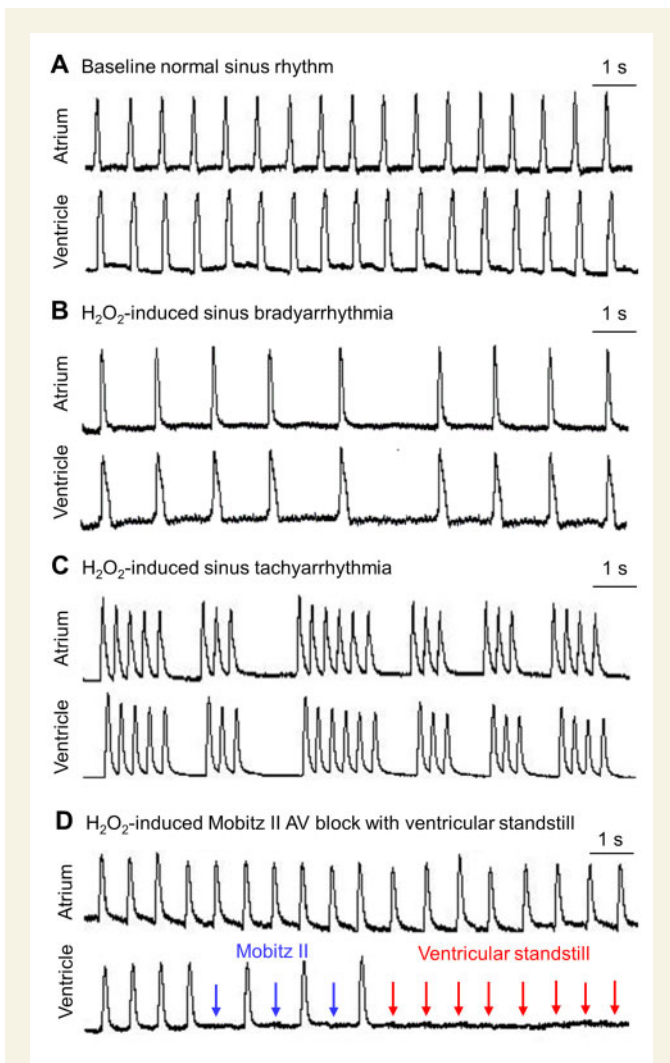 A Baseline normal sinus rhythm
1 s
Atrium
Ventricle
B H₂O₂-induced sinus bradyarrhythmia
1 s
Atrium
Ventricle
C H₂O₂-induced sinus tachyarrhythmia
1 s
Atrium
Ventricle
D H₂O₂-induced Mobitz II AV block with ventricular standstill
1 s
Atrium
Ventricle
Mobitz II
Ventricular standstill